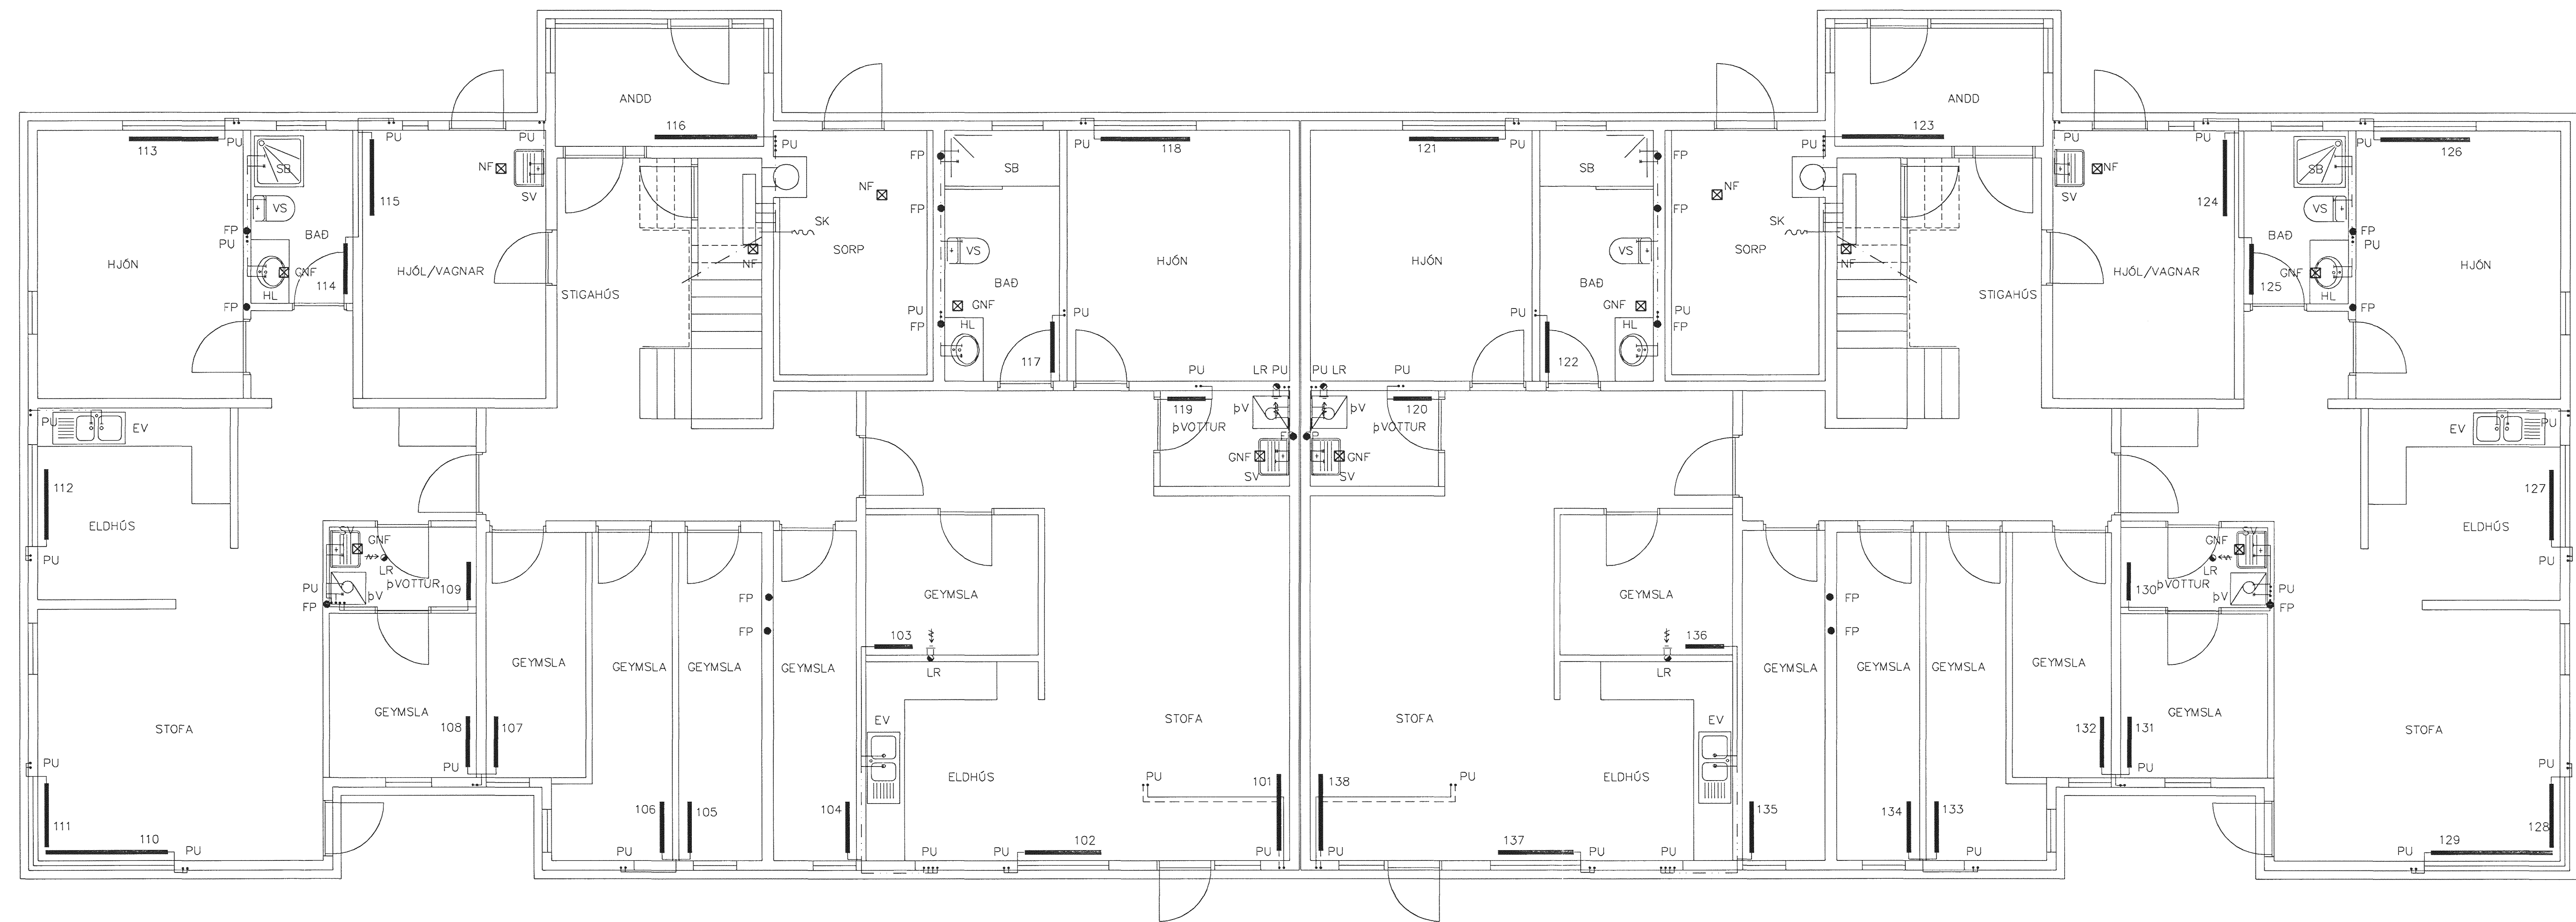 ANDD
ANDD
116
123
113
PU
PU
PU
PU
118
PU
121
PU
PU
PU
PU
126
NF
SV
SB
FP
SB
SB
FP
NF
SV
SB
115
NF
NF
124
VS
FP
FP
VS
FP
PU
BAÐ
SK
SK
BAÐ
FP
PU
HJÓN
HJÓL/VAGNAR
NF
SORP
VS
HJÓN
HJÓN
VS
SORP
NF
HJÓL/VAGNAR
HJÓN
GNF
HL
114
STIGAHÚS
BAÐ
BAÐ
STIGAHÚS
GNF
125
HL
FP
PU
FP
GNF
HL
PU
GNF
HL
PU
FP
FP
117
122
PU
LR PU
PU LR
PU
119
þV
þV
120
PU
EV
þVOTTUR
FP
P
þVOTTUR
EV
PU
GNF
SV
GNF
SV
112
127
ELDHÚS
ELDHÚS
SV
GNF
LR
þVOTTUR
SV
GNF
LR
þVOTTUR
PU
PU
PU
109
þV
FP
130
þV
PU
FP
FP
FP
GEYMSLA
GEYMSLA
FP
FP
103
136
GEYMSLA
GEYMSLA
GEYMSLA
GEYMSLA
LR
LR
GEYMSLA
GEYMSLA
GEYMSLA
GEYMSLA
GEYMSLA
GEYMSLA
STOFA
108
107
EV
STOFA
STOFA
EV
132
131
STOFA
PU
PU
ELDHÚS
PU
101
138
PU
ELDHÚS
PU
PU
106
105
104
135
134
133
111
110
102
137
129
128
PU
PU
PU
PU
PU
PU
PU
PU
PU
PU